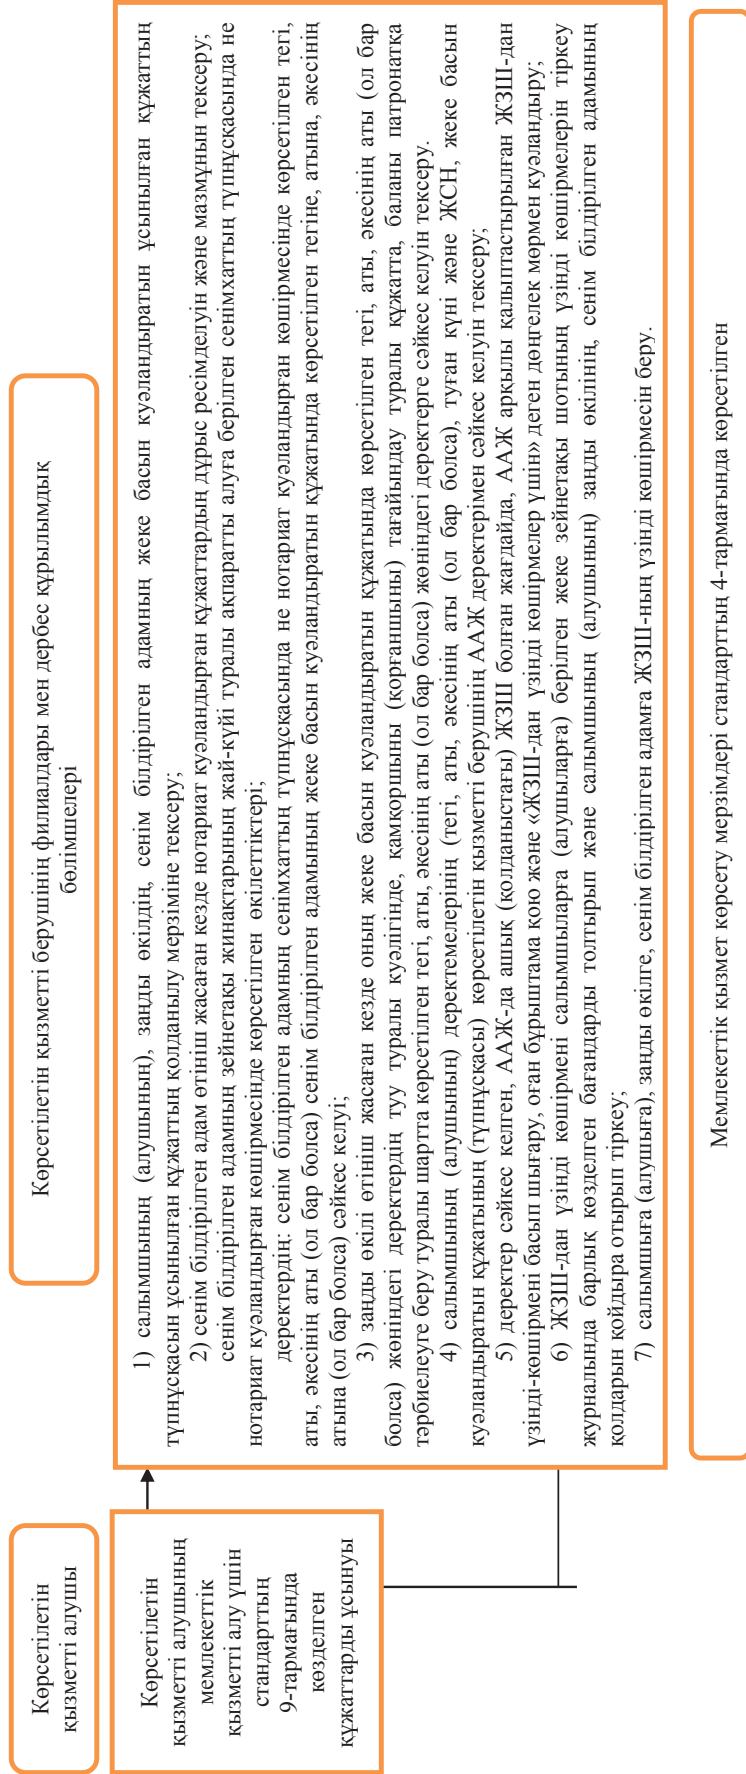 Көрсетілетін
қызметті алушы
Көрсетілетін қызметті берушінің филиалдары мен дербес құрылымдық
бөлімшелері
Көрсетілетін
қызметті алушының
мемлекеттік
қызметті алу үшін
стандарттың
9-тармағында
көзделген
құжаттарды ұсынуы
1) салымшының (алушының), заңды өкілдің, сенім білдірілген адамның жеке басын куәландыратын ұсынылған құжаттың
түпнұсқасын ұсынылған құжаттың қолданылу мерзіміне тексеру;
2) сенім білдірілген адам өтініш жасаған кезде нотариат куәландырған құжаттардың дұрыс ресімделуін және мазмұнын тексеру;
сенім білдірілген адамның зейнетақы жинақтарының жай-күйі туралы ақпаратты алуға берілген сенімхаттың түпнұсқасында не
нотариат куәландырған көшірмесінде көрсетілген өкілеттіктері;
деректердің: сенім білдірілген адамның сенімхаттың түпнұсқасында не нотариат куәландырған көшірмесінде көрсетілген тегі,
аты, әкесінің аты (ол бар болса) сенім білдірілген адамының жеке басын куәландыратын құжатында көрсетілген тегіне, атына, әкесінің
атына (ол бар болса) сәйкес келуі;
3) заңды өкілі өтініш жасаған кезде оның жеке басын куәландыратын құжатында көрсетілген тегі, аты, әкесінің аты (ол бар
болса) жөніндегі деректердің туу туралы куәлігінде, қамқоршыны (қорғаншыны) тағайындау туралы құжатта, баланы патронатқа
тәрбиелеуге беру туралы шартта көрсетілген тегі, аты, әкесінің аты (ол бар болса) жөніндегі деректерге сәйкес келуін тексеру.
4) салымшының (алушының) деректемелерінің (тегі, аты, әкесінің аты (ол бар болса), туған күні және ЖСН, жеке басын
куәландыратын құжатының (түпнұсқасы) көрсетілетін қызметті берушінің ААЖ деректерімен сәйкес келуін тексеру;
5) деректер сәйкес келген, ААЖ-да ашық (қолданыстағы) ЖЗШ болған жағдайда, ААЖ арқылы қалыптастырылған ЖЗШ-дан
үзінді-көшірмені басып шығару, оған бұрыштама қою және «ЖЗШ-дан үзінді көшірмелер үшін» деген дөңгелек мөрмен куәландыру;
6) ЖЗШ-дан үзінді көшірмені салымшыларға (алушыларға) берілген жеке зейнетақы шотының үзінді көшірмелерін тіркеу
журналында барлық көзделген бағандарды толтырып және салымшының (алушының) заңды өкілінің, сенім білдірілген адамының
қолдарын қойдыра отырып тіркеу;
7) салымшыға (алушыға), заңды өкілге, сенім білдірілген адамға ЖЗШ-ның үзінді көшірмесін беру.
Мемлекеттік қызмет көрсету мерзімдері стандарттың 4-тармағында көрсетілген